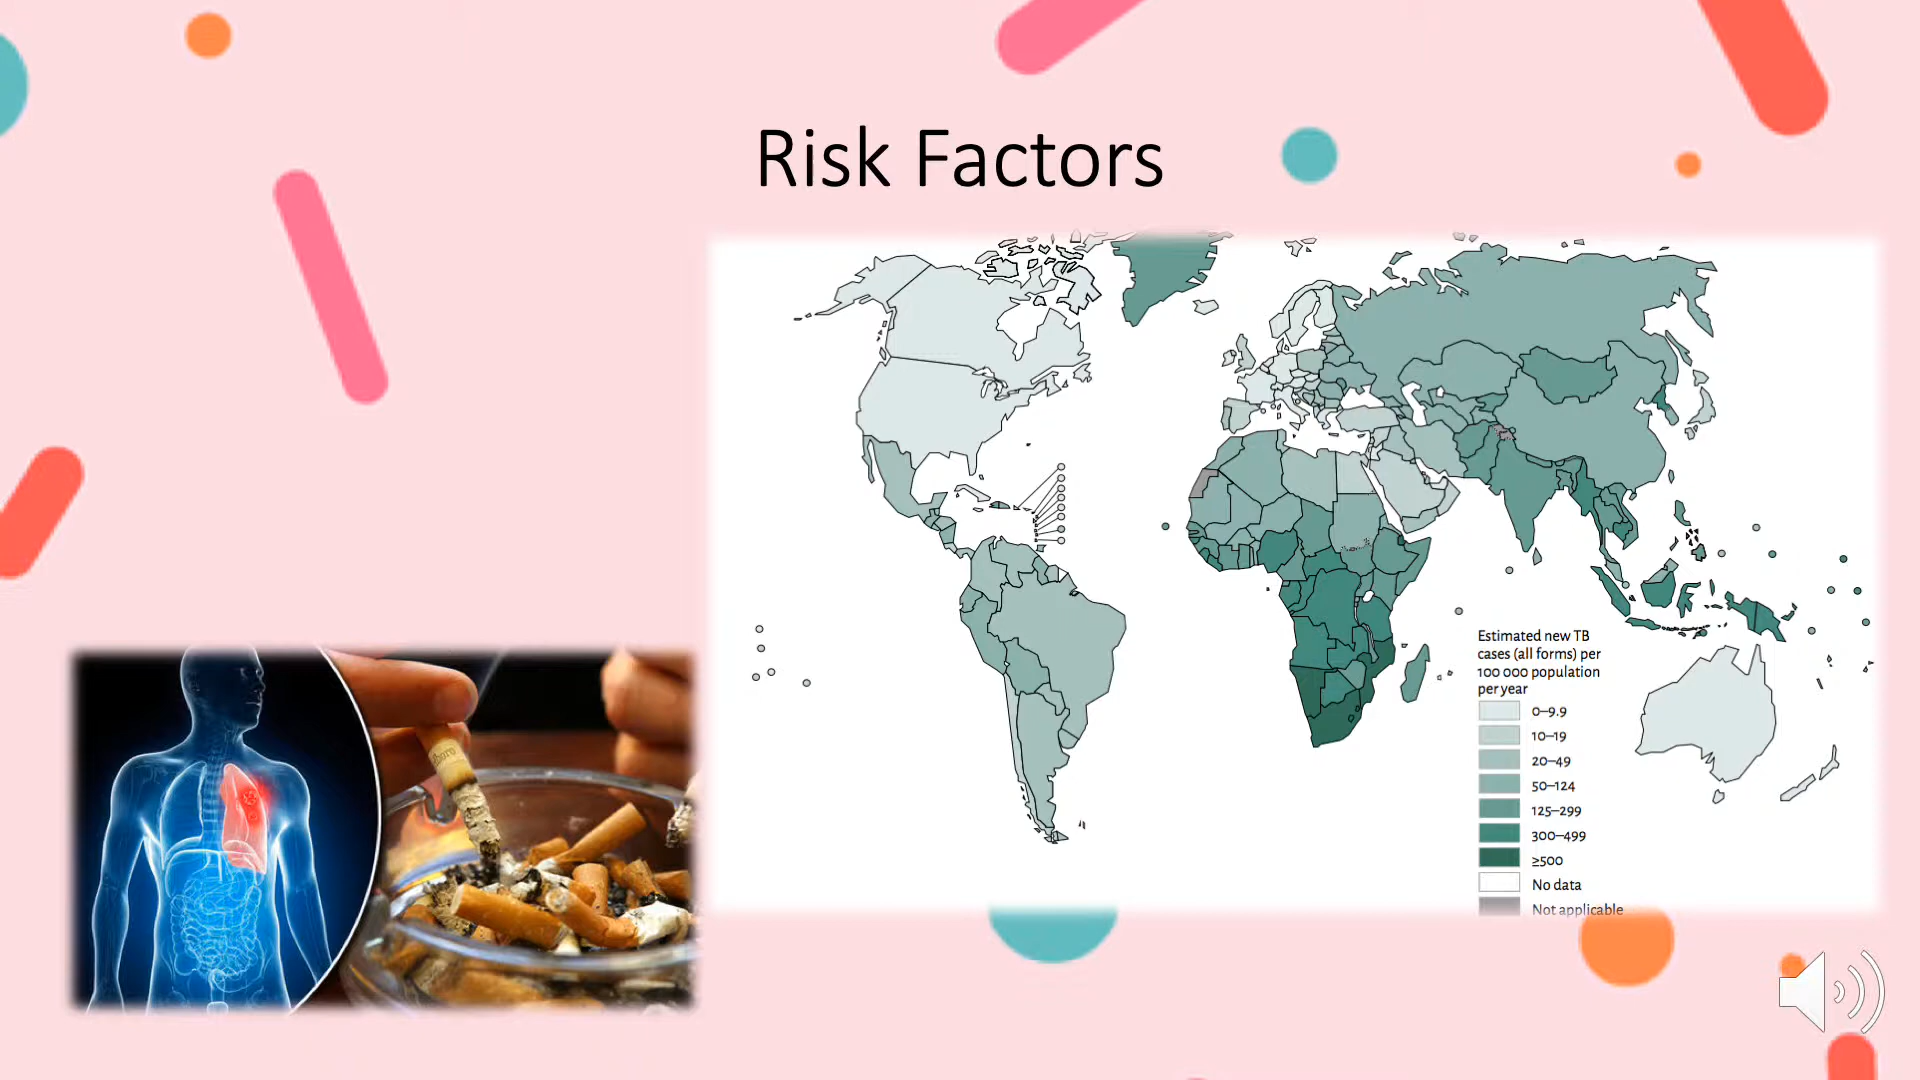 Risk Factors
Estimated new TB
cases (all forms) per
100 000 population
per year
0–9.9
10–19
20–49
50–124
125–299
300–499
≥500
No data
Not applicable